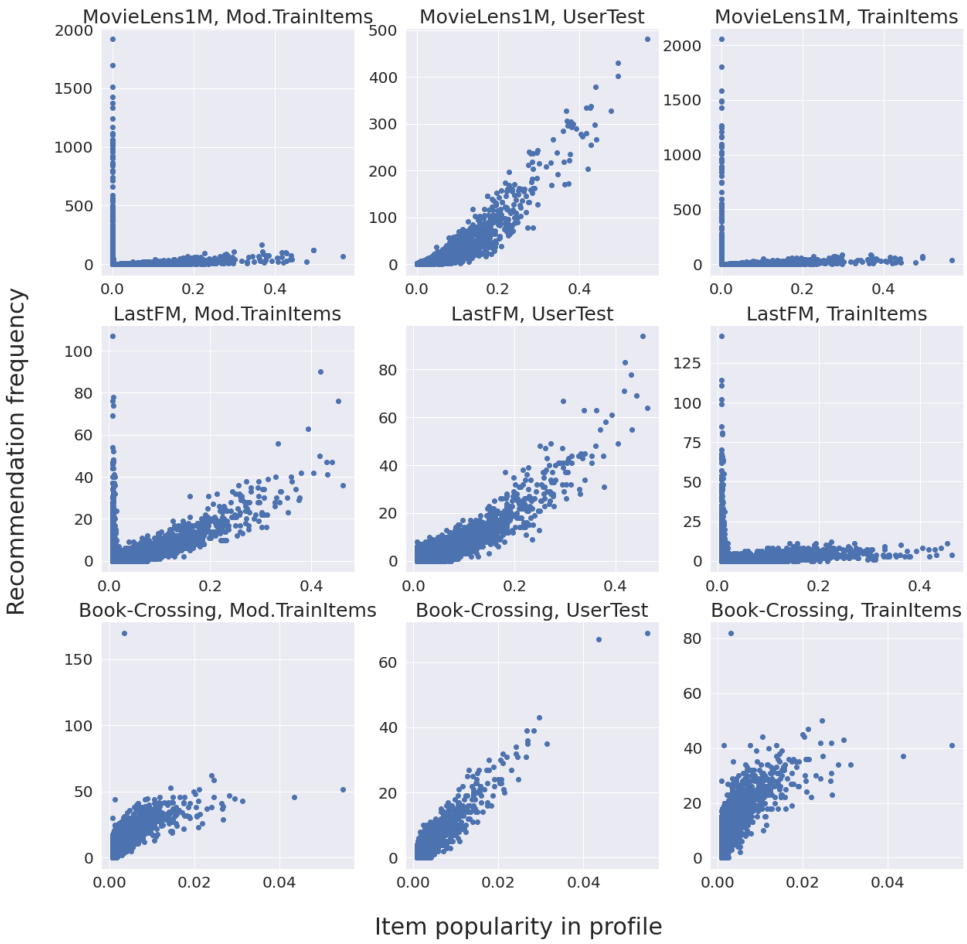 MovieLens1M, Mod.TrainItems
MovieLens1M, UserTest
MovieLens1M, TrainItems
2000
1500
1000
500
0
0.0 0.2 0.4
500
400
300
200
100
0
0.0 0.2 0.4
2000
1500
1000
500
0
0.0 0.2 0.4
LastFM, Mod.TrainItems
LastFM, UserTest
LastFM, TrainItems
100
80
60
40
20
0
0.0 0.2 0.4
80
60
40
20
0
0.0 0.2 0.4
125
100
75
50
25
0
0.0 0.2 0.4
Book-Crossing, Mod.TrainItems
Book-Crossing, UserTest
Book-Crossing, TrainItems
150
100
50
0
0.00 0.02 0.04
60
40
20
0
0.00 0.02 0.04
80
60
40
20
0
0.00 0.02 0.04
Recommendation frequency
Item popularity in profile